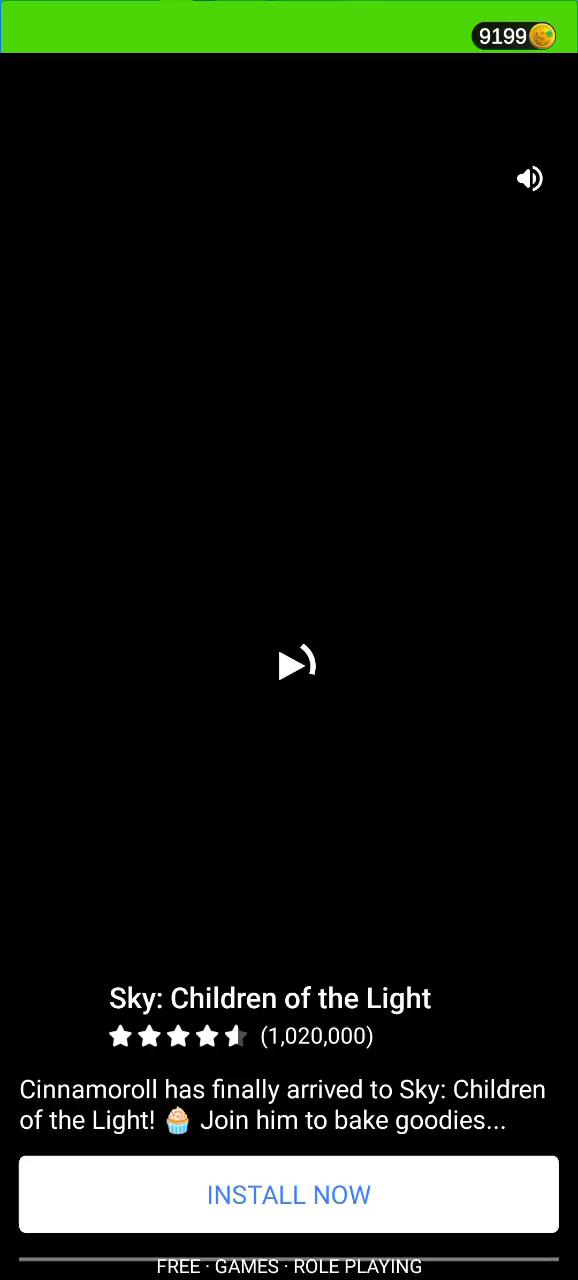 9199
Sky: Children of the Light
(1,020,000)
Cinnamoroll has finally arrived to Sky: Children
of the Light! 🧁 Join him to bake goodies...
INSTALL NOW
FREE · GAMES · ROLE PLAYING